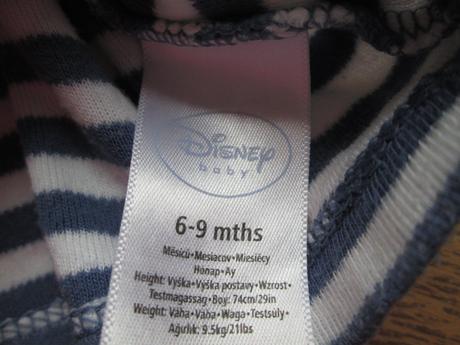 Disney
baby
6-9 mths
Měsíců•Mesiacov•Miesięcy
Hónap•Ay
Height: Výška•Výška postavy•Wzrost•
Testmagasság•Boy: 74cm/29in
Weight: Váha•Váha•Waga•Testsúly•
Ağırlık: 9.5kg/21lbs